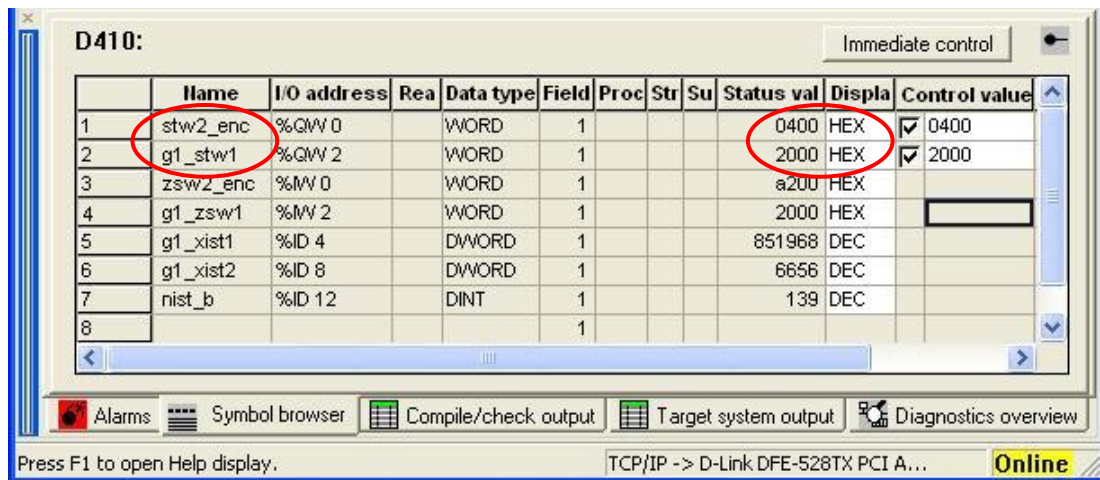 D410:
Immediate control
Name I/O address Rea Data type Field Proc Str Su Status val Displa Control value
1 stw2_enc %QW 0 WORD 1 0400 HEX 0400
2 g1_stw1 %QW 2 WORD 1 2000 HEX 2000
3 zsw2_enc %IW 0 WORD 1 a200 HEX
4 g1_zsw1 %IW 2 WORD 1 2000 HEX
5 g1_xist1 %ID 4 DWORD 1 851968 DEC
6 g1_xist2 %ID 8 DWORD 1 6656 DEC
7 nist_b %ID 12 DINT 1 139 DEC
8 1
Alarms Symbol browser Compile/check output Target system output Diagnostics overview
Press F1 to open Help display. TCP/IP -> D-Link DFE-528TX PCI A... Online